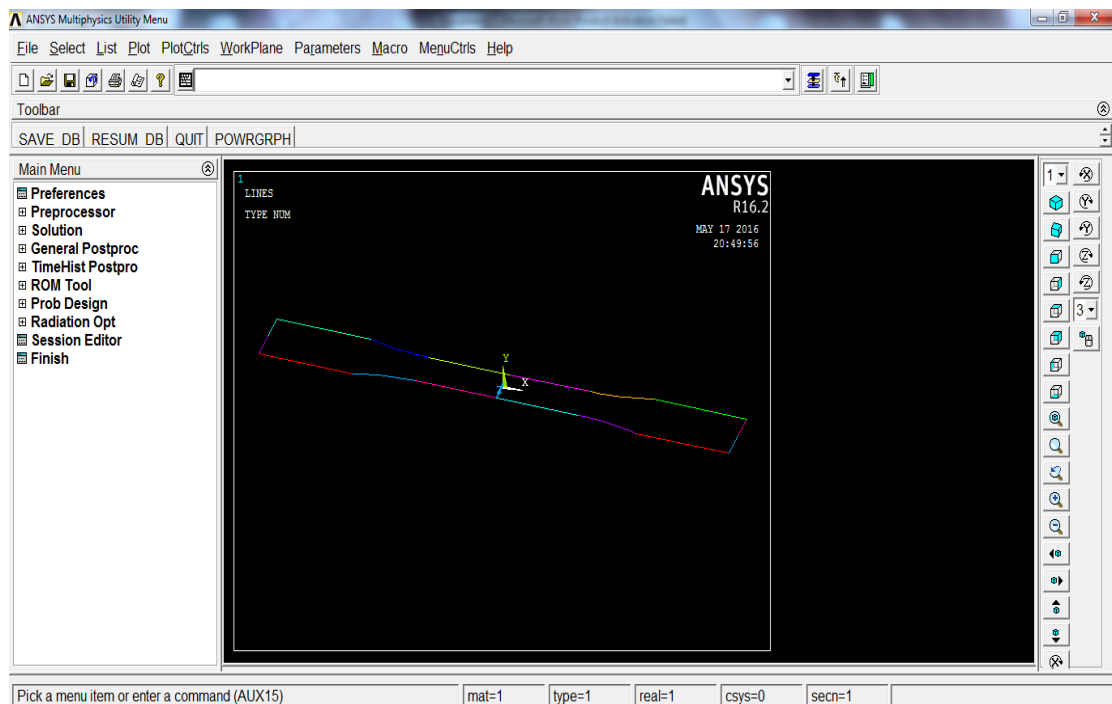 ANSYS Multiphysics Utility Menu
File Select List Plot PlotCtrls WorkPlane Parameters Macro MenuCtrls Help
Toolbar
SAVE_DB RESUM_DB QUIT POWRGRPH
Main Menu
Preferences
Preprocessor
Solution
General Postproc
TimeHist Postpro
ROM Tool
Prob Design
Radiation Opt
Session Editor
Finish
1
LINES
TYPE NUM
ANSYS
R16.2
MAY 17 2016
20:49:56
Y
X
Z
1
3
Pick a menu item or enter a command (AUX15) mat=1 type=1 real=1 csys=0 secn=1